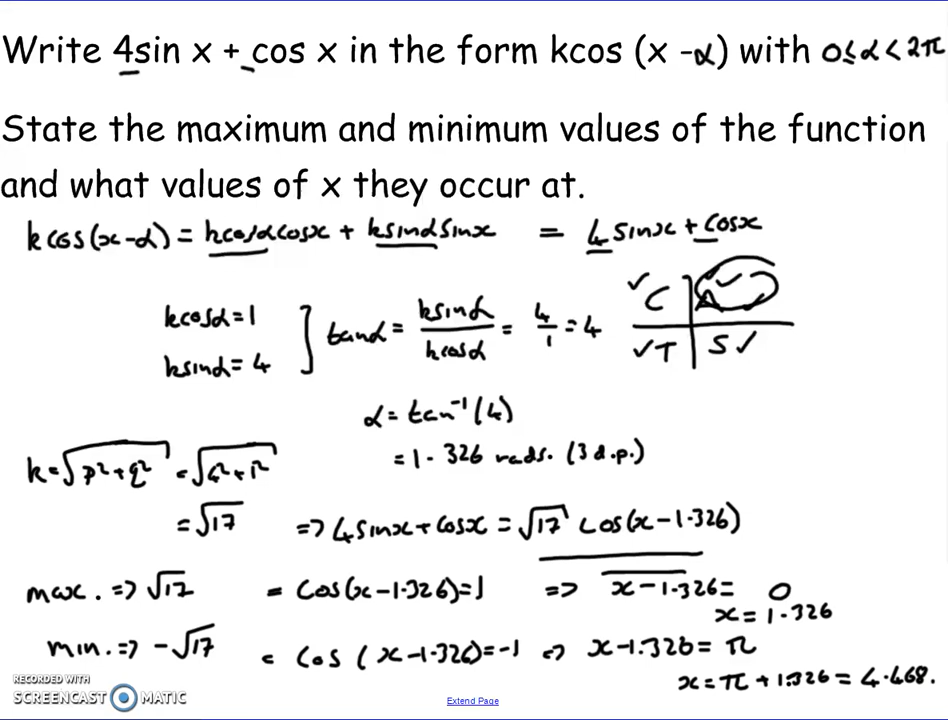 Write 4sin x + cos x in the form kcos (x - α) with 0 ≤ α < 2π
State the maximum and minimum values of the function
and what values of x they occur at.
k cos(x-α) = kcosαcosx + ksinαsinx = 4sinx + cosx
kcosα = 1
ksinα = 4
] tanα = ksinα/kcosα = 4/1 = 4
✓C A✓
✓T S✓
α = tan⁻¹(4)
= 1.326 rads. (3 d.p.)
k = √p²+q² = √4²+1²
= √17 => 4sinx + cosx = √17 cos(x-1.326)
max. => √17 = cos(x-1.326)=1 => x-1.326 = 0
x = 1.326
min. => -√17 = cos (x-1.326)=-1 => x-1.326 = π
x = π + 1.326 = 4.468.
RECORDED WITH
SCREENCAST MATIC
Extend Page